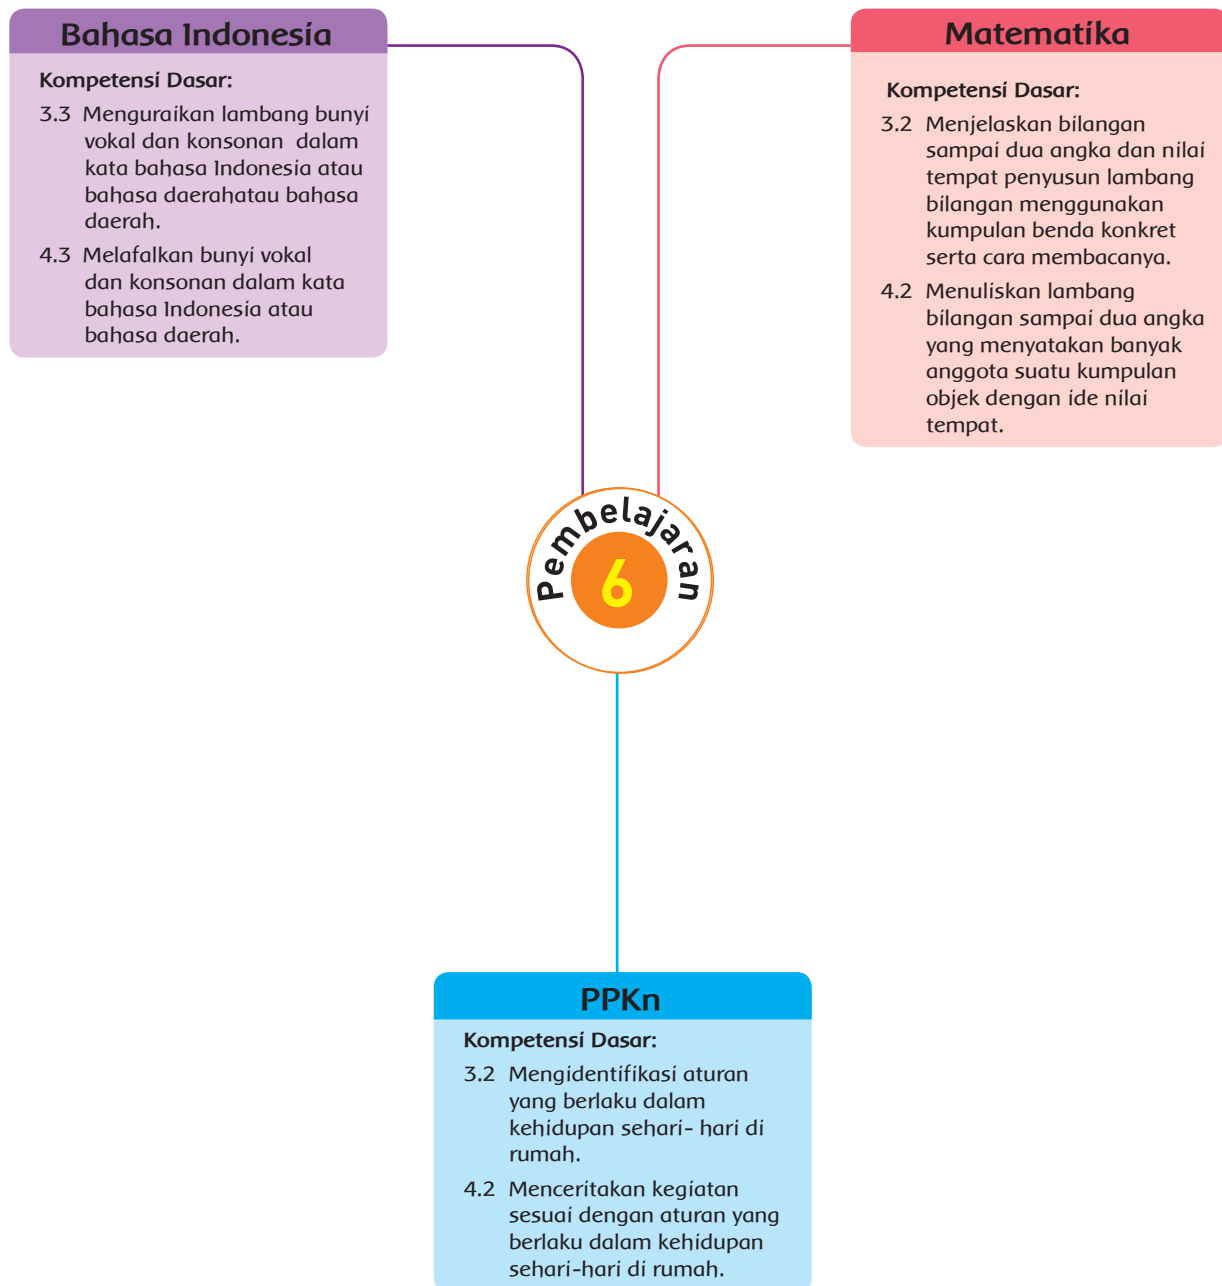 Bahasa Indonesia
Kompetensi Dasar:
3.3 Menguraikan lambang bunyi
vokal dan konsonan dalam
kata bahasa Indonesia atau
bahasa daerahatau bahasa
daerah.
4.3 Melafalkan bunyi vokal
dan konsonan dalam kata
bahasa Indonesia atau
bahasa daerah.
Matematika
Kompetensi Dasar:
3.2 Menjelaskan bilangan
sampai dua angka dan nilai
tempat penyusun lambang
bilangan menggunakan
kumpulan benda konkret
serta cara membacanya.
4.2 Menuliskan lambang
bilangan sampai dua angka
yang menyatakan banyak
anggota suatu kumpulan
objek dengan ide nilai
tempat.
Pembelajaran
6
PPKn
Kompetensi Dasar:
3.2 Mengidentifikasi aturan
yang berlaku dalam
kehidupan sehari- hari di
rumah.
4.2 Menceritakan kegiatan
sesuai dengan aturan yang
berlaku dalam kehidupan
sehari-hari di rumah.